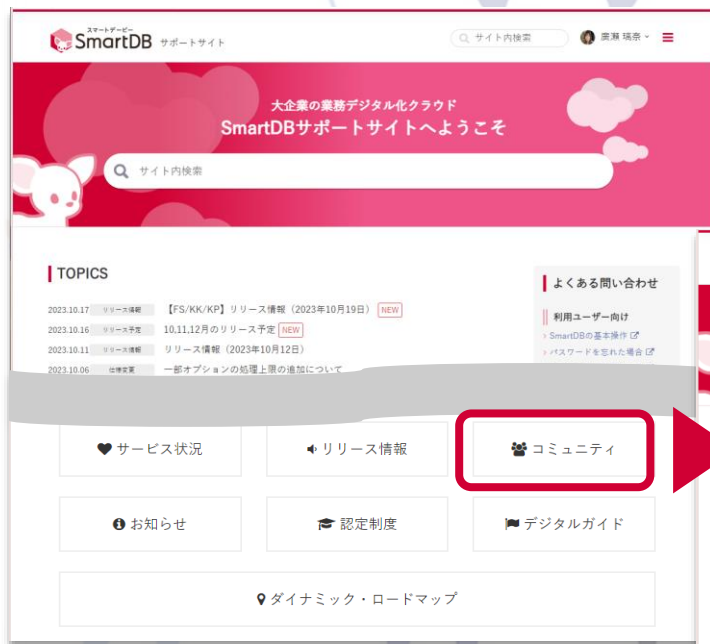 スマートデービー
SmartDB サポートサイト
サイト内検索
廣瀬 瑞奈
大企業の業務デジタル化クラウド
SmartDBサポートサイトへようこそ
サイト内検索
TOPICS
2023.10.17 リリース情報 【FS/KK/KP】リリース情報（2023年10月19日） NEW
2023.10.16 リリース予定 10,11,12月のリリース予定 NEW
2023.10.11 リリース情報 リリース情報（2023年10月12日）
2023.10.06 仕様変更 一部オプションの処理上限の追加について
よくある問い合わせ
利用ユーザー向け
› SmartDBの基本操作
› パスワードを忘れた場合
サービス状況
リリース情報
コミュニティ
お知らせ
認定制度
デジタルガイド
ダイナミック・ロードマップ